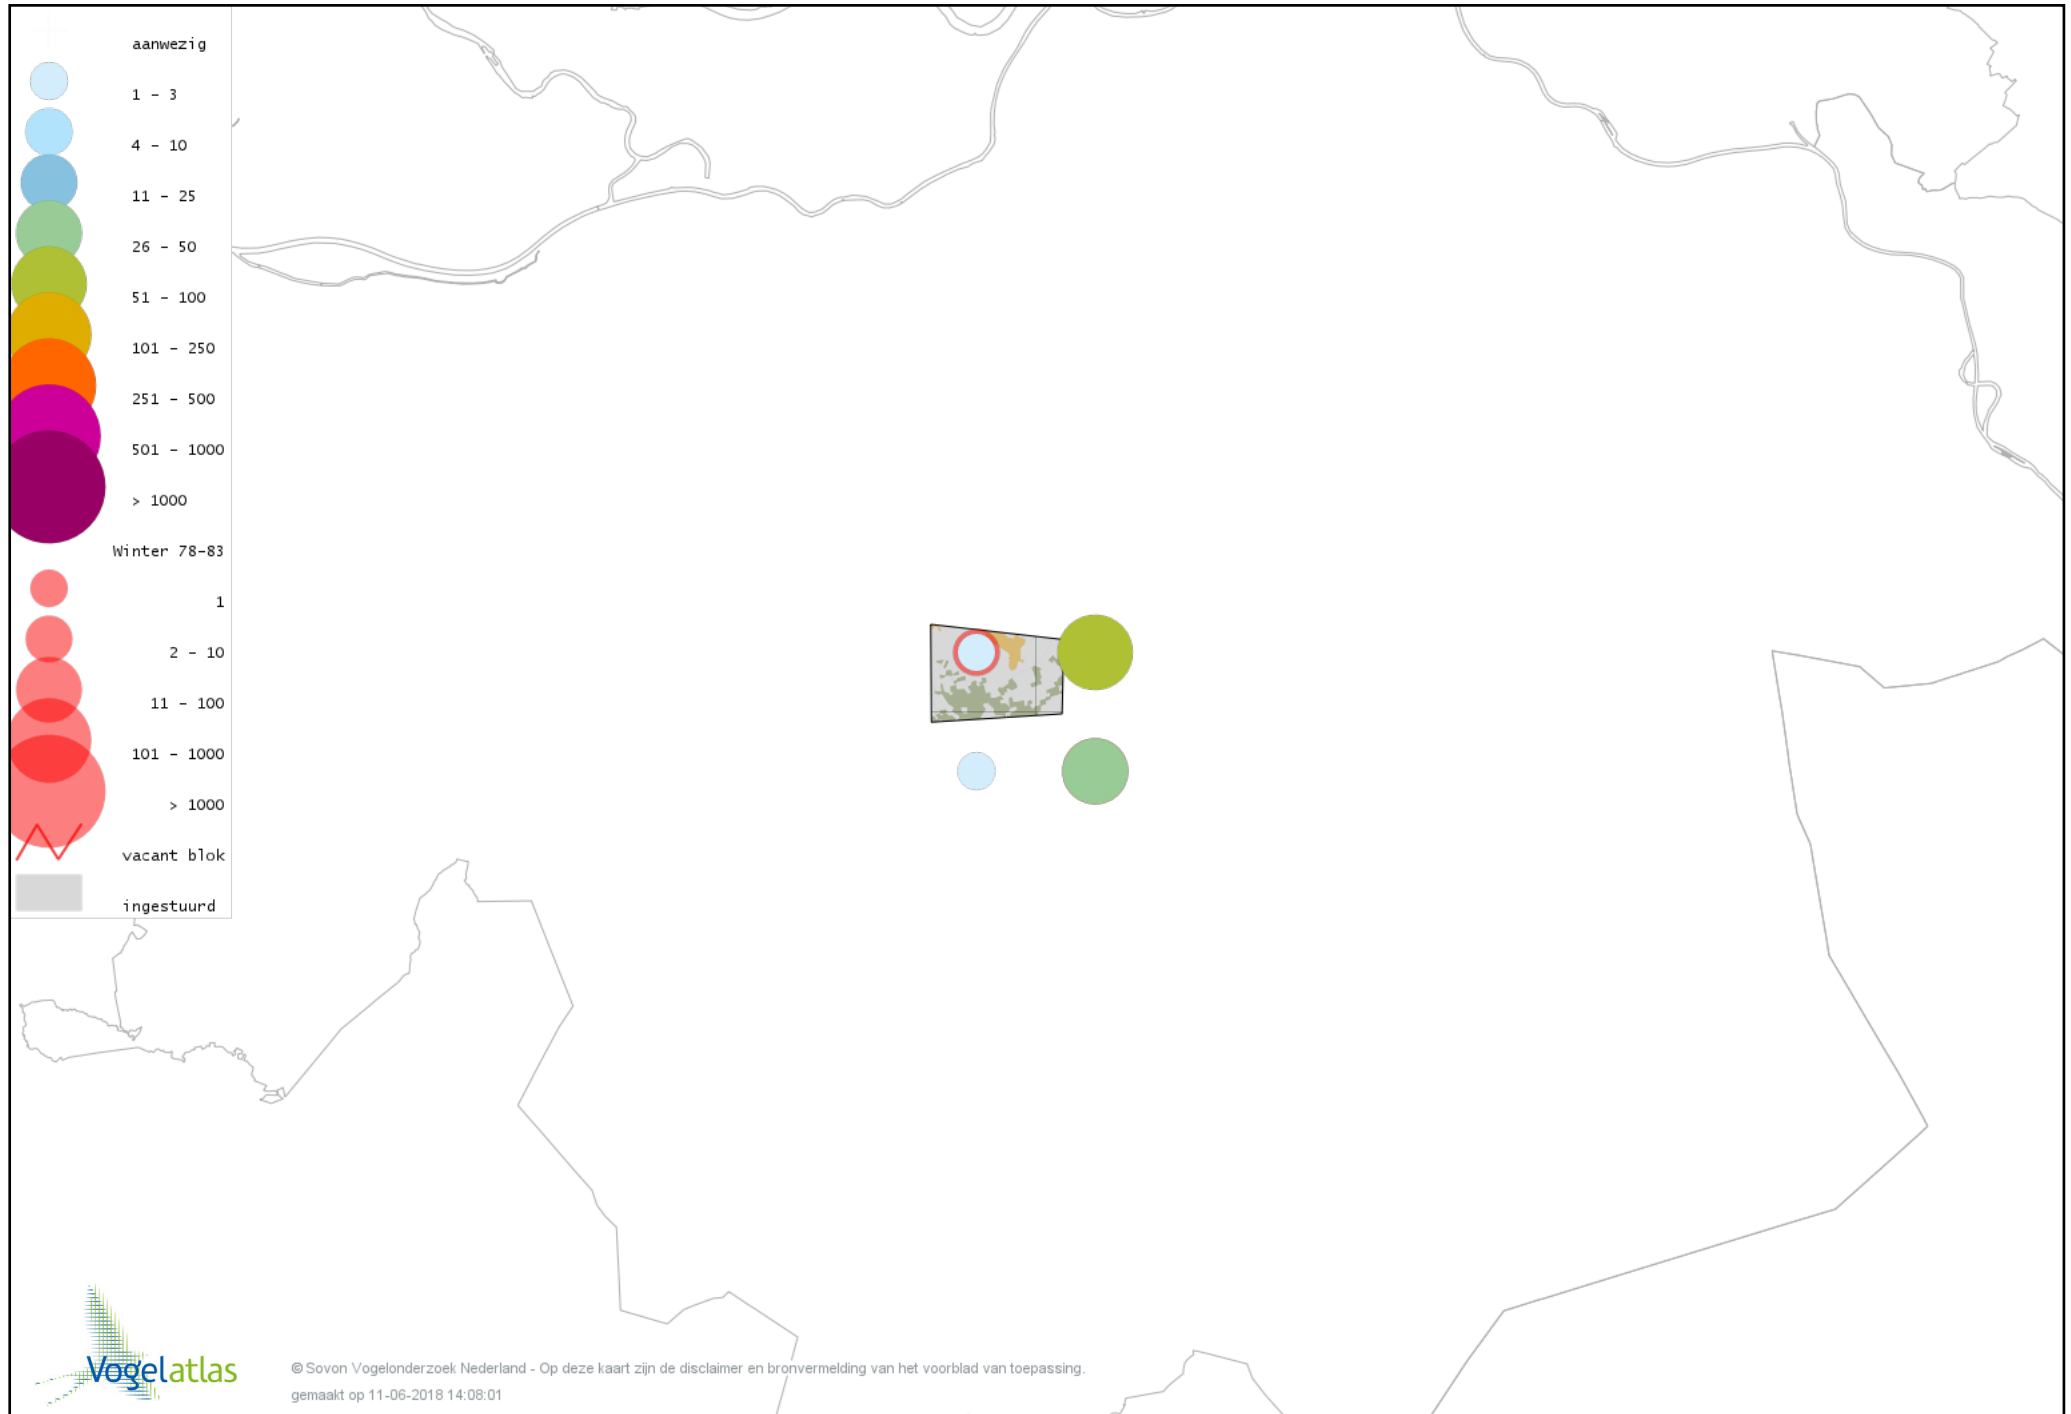 aanwezig
1 - 3
4 - 10
11 - 25
26 - 50
51 - 100
101 - 250
251 - 500
501 - 1000
> 1000
Winter 78-83
1
2 - 10
11 - 100
101 - 1000
> 1000
vacant blok
ingestuurd
Vogelatlas
© Sovon Vogelonderzoek Nederland - Op deze kaart zijn de disclaimer en bronvermelding van het voorblad van toepassing.
gemaakt op 11-06-2018 14:08:01